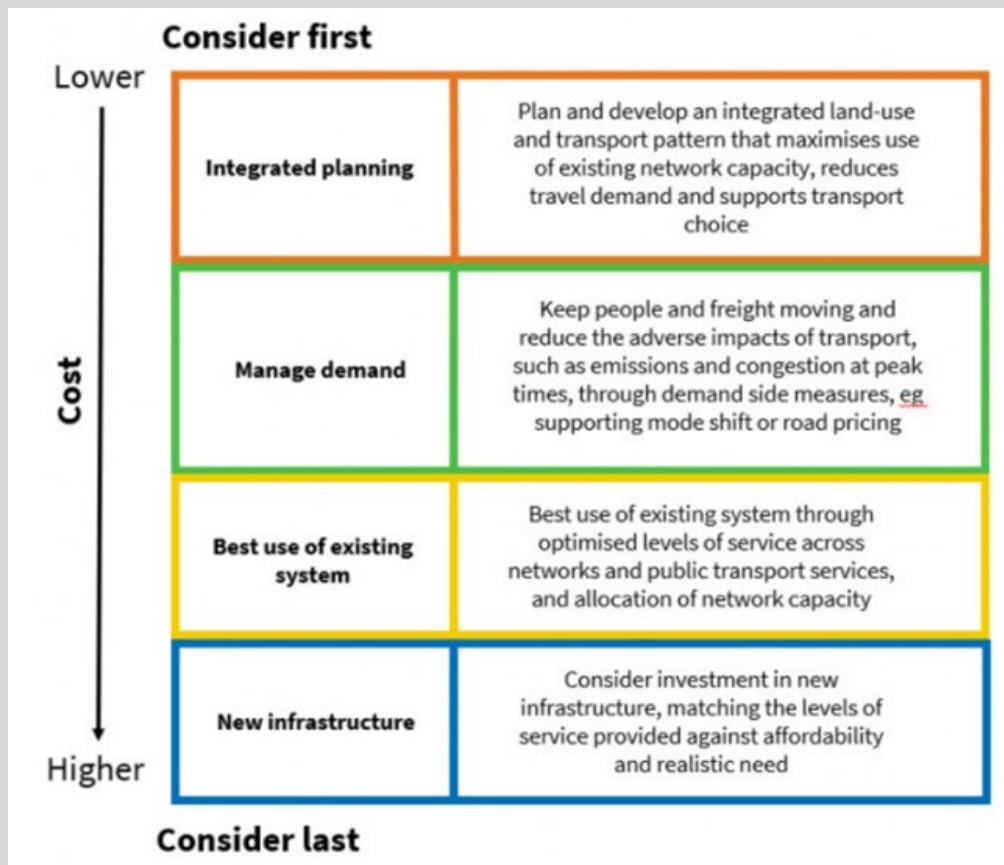 Consider first
Lower
Integrated planning
Plan and develop an integrated land-use
and transport pattern that maximises use
of existing network capacity, reduces
travel demand and supports transport
choice
Cost
Manage demand
Keep people and freight moving and
reduce the adverse impacts of transport,
such as emissions and congestion at peak
times, through demand side measures, eg
supporting mode shift or road pricing
Best use of existing
system
Best use of existing system through
optimised levels of service across
networks and public transport services,
and allocation of network capacity
New infrastructure
Consider investment in new
infrastructure, matching the levels of
service provided against affordability
and realistic need
Higher
Consider last